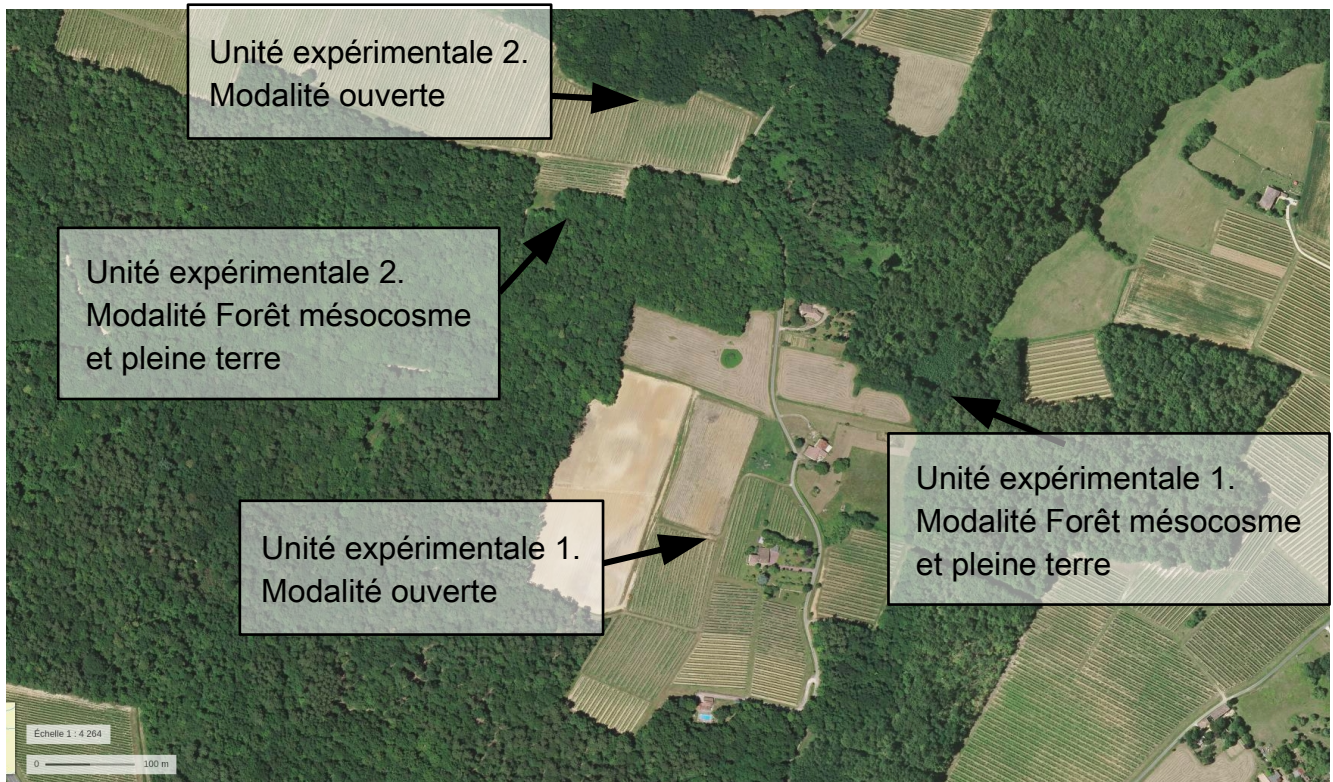 Unité expérimentale 2.
Modalité ouverte
Unité expérimentale 2.
Modalité Forêt mésocosme
et pleine terre
Unité expérimentale 1.
Modalité Forêt mésocosme
et pleine terre
Unité expérimentale 1.
Modalité ouverte
Échelle 1 : 4 264
0 100 m